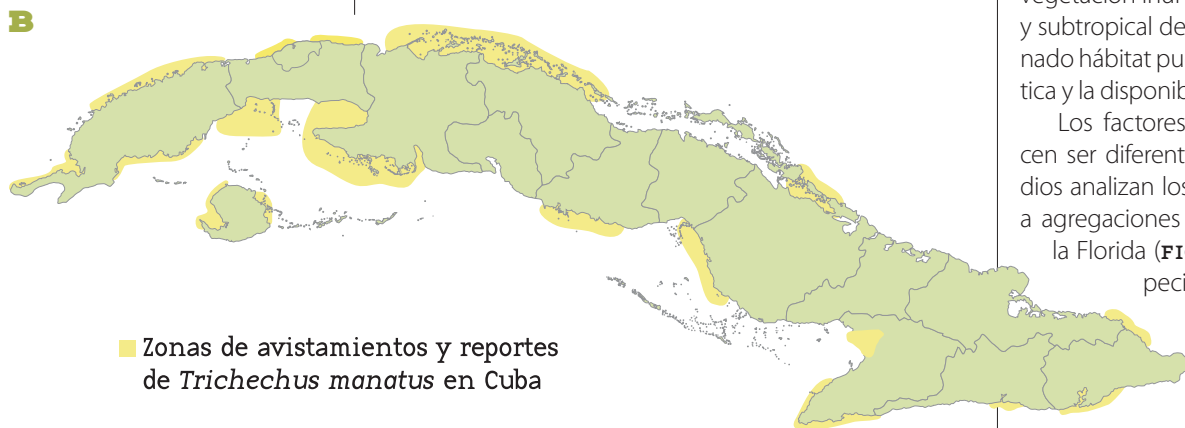 B
Zonas de avistamientos y reportes
de Trichechus manatus en Cuba
y subtropical de
nado hábitat pu
tica y la disponib
Los factores
cen ser diferent
dios analizan los
a agregaciones
la Florida (FI
peci